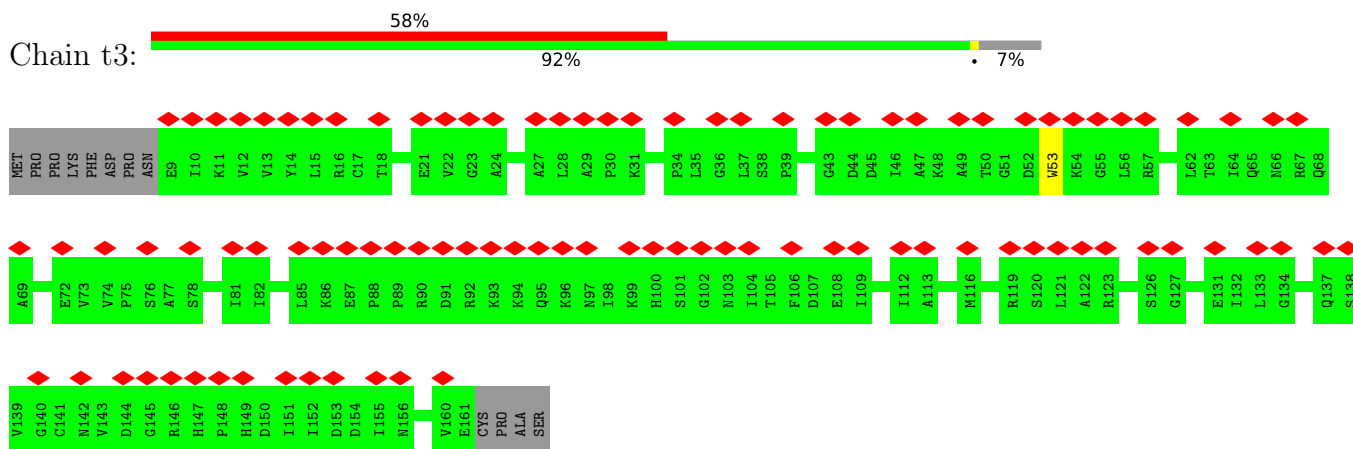 58%
Chain t3:
92% • 7%
MET PRO PRO LYS PHE ASP PRO ASN E9 I10 K11 V12 V13 Y14 L15 R16 C17 T18 E21 V22 G23 A24 A27 L28 A29 P30 K31 P34 L35 G36 L37 S38 P39 G43 D44 D45 I46 A47 K48 A49 T50 G51 D52 W53 K54 G55 L56 R57 L62 T63 I64 Q65 N66 R67 Q68
A69 E72 V73 V74 P75 S76 A77 S78 I81 I82 L85 K86 E87 P88 P89 R90 D91 R92 K93 K94 Q95 K96 N97 I98 K99 H100 S101 G102 N103 I104 T105 F106 D107 E108 I109 I112 A113 M116 R119 S120 L121 A122 R123 S126 G127 E131 I132 L133 G134 Q137 S138
V139 G140 C141 N142 V143 D144 G145 R146 H147 P148 H149 D150 I151 I152 D153 D154 I155 N156 V160 E161 CYS PRO ALA SER